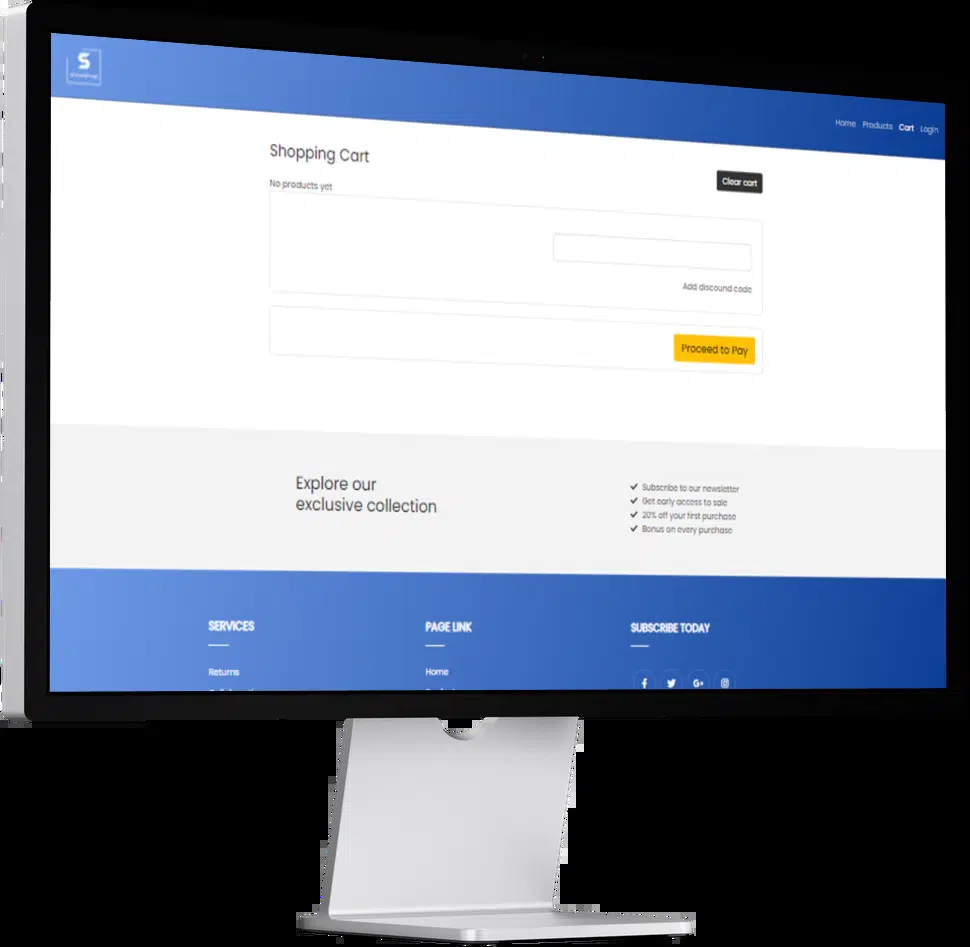 S
Home Products Cart Login
Shopping Cart
Clear cart
No products yet
Add discound code
Proceed to Pay
Explore our
exclusive collection
Subscribe to our newsletter
Get early access to sale
20% off your first purchase
Bonus on every purchase
SERVICES
PAGE LINK
SUBSCRIBE TODAY
Returns
Home
G+